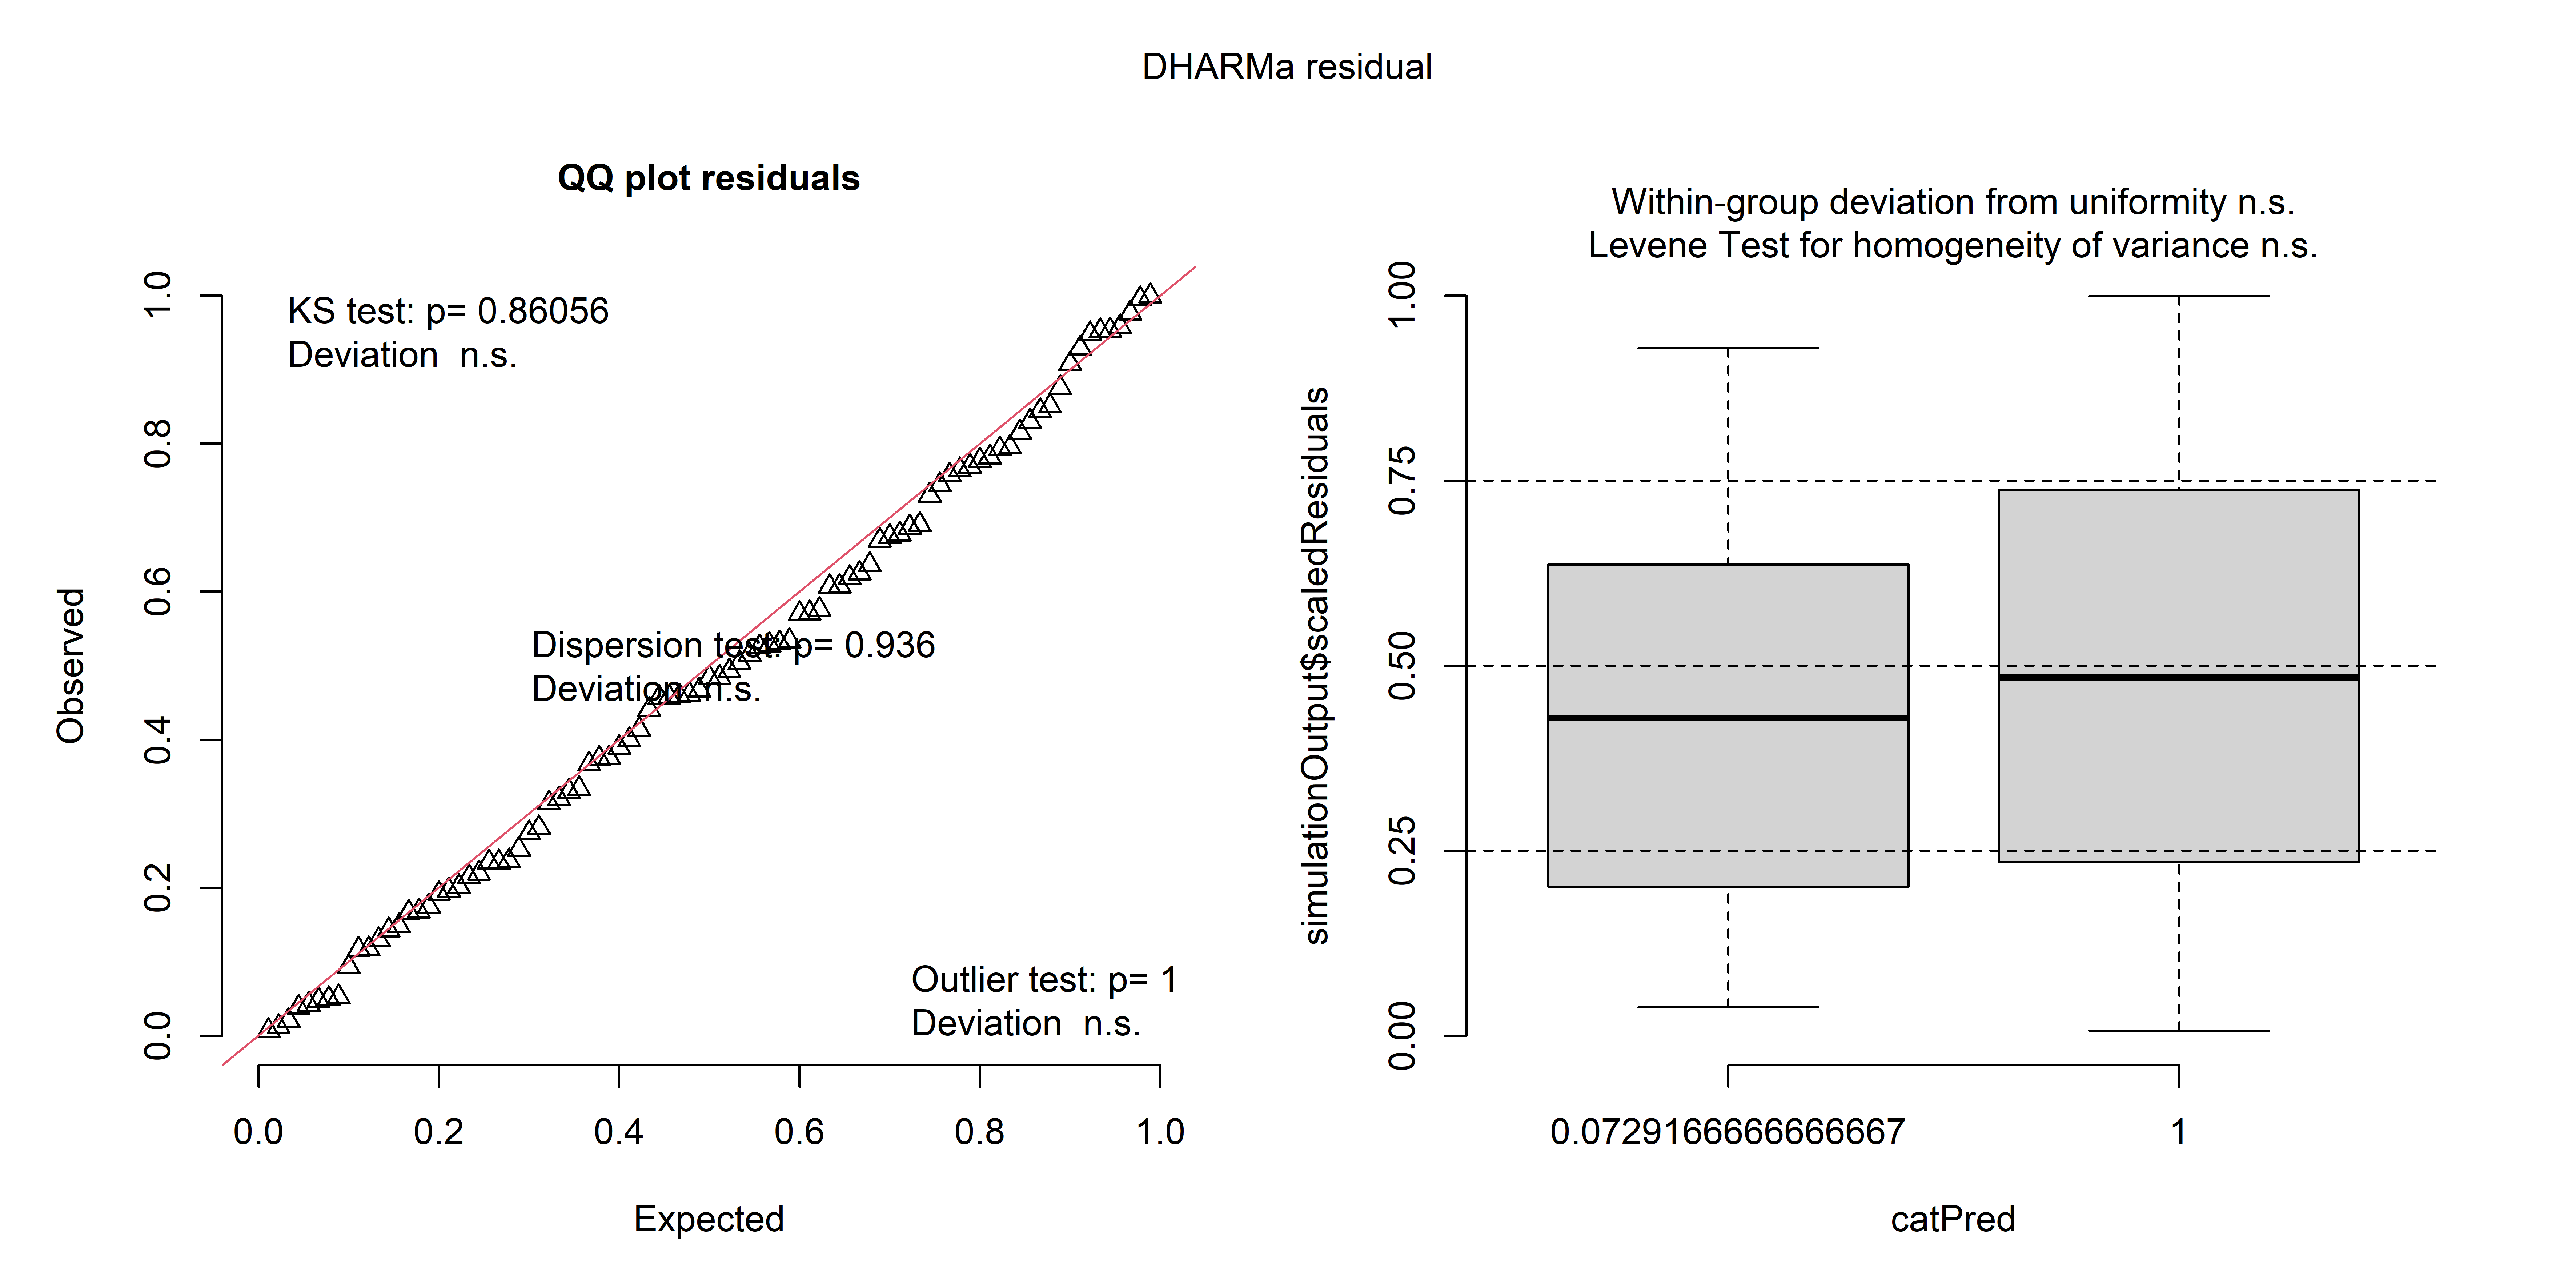 DHARMa residual
QQ plot residuals
KS test: p= 0.86056
Deviation  n.s.
Dispersion test: p= 0.936
Deviation  n.s.
Outlier test: p= 1
Deviation  n.s.
Observed
1.0
0.8
0.6
0.4
0.2
0.0
0.0 0.2 0.4 0.6 0.8 1.0
Expected
Within-group deviation from uniformity n.s.
Levene Test for homogeneity of variance n.s.
simulationOutput$scaledResiduals
1.00
0.75
0.50
0.25
0.00
0.0729166666666667 1
catPred